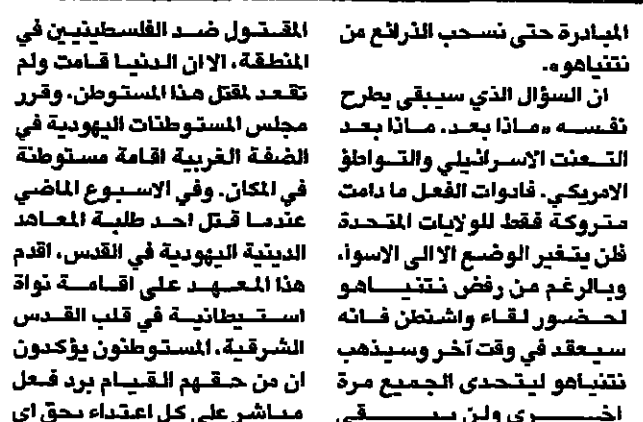 المبادرة حتى نسحب الذرائع من
نتنياهو».
ان السؤال الذي سيبقى يطرح
نفسه «ماذا بعد. ماذا بعد
التعنت الاسرائيلي والتواطؤ
الامريكي. فادوات الفعل ما دامت
متروكة فقط للولايات المتحدة
فلن يتغير الوضع الا الى الاسوأ.
وبالرغم من رفض نتنياهو
لحضور لقاء واشنطن فانه
سيعقد في وقت آخر وسيذهب
نتنياهو ليتحدى الجميع مرة
اخرى ولن يبقى
المقتول ضد الفلسطينيين في
المنطقة، الا ان الدنيا قامت ولم
تقعد لمقتل هذا المستوطن. وقرر
مجلس المستوطنات اليهودية في
الضفة الغربية اقامة مستوطنة
في المكان. وفي الاسبوع الماضي
عندما قتل احد طلبة المعاهد
الدينية اليهودية في القدس، اقدم
هذا المعهد على اقامة نواة
استيطانية في قلب القدس
الشرقية. المستوطنون يؤكدون
ان من حقهم القيام برد فعل
مباشر على كل اعتداء بحق اي